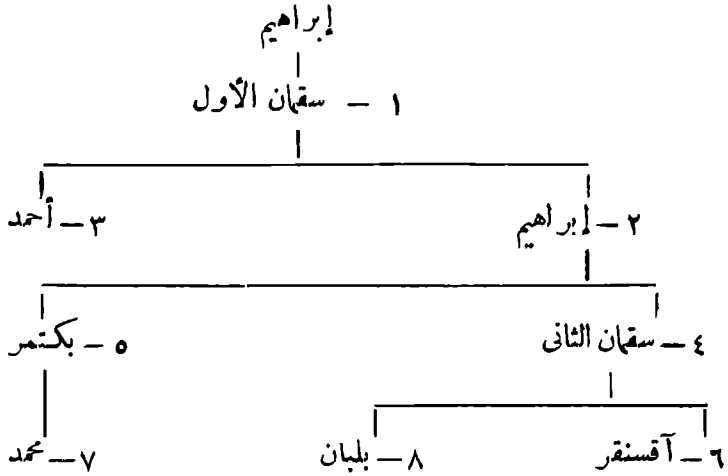 إبراهيم
١ – سقمان الأول
٢ – إبراهيم
٣ – أحمد
٤ – سقمان الثانى
٥ – بكتمر
٦ – آقسنقر
٨ – بلبان
٧ – محمد